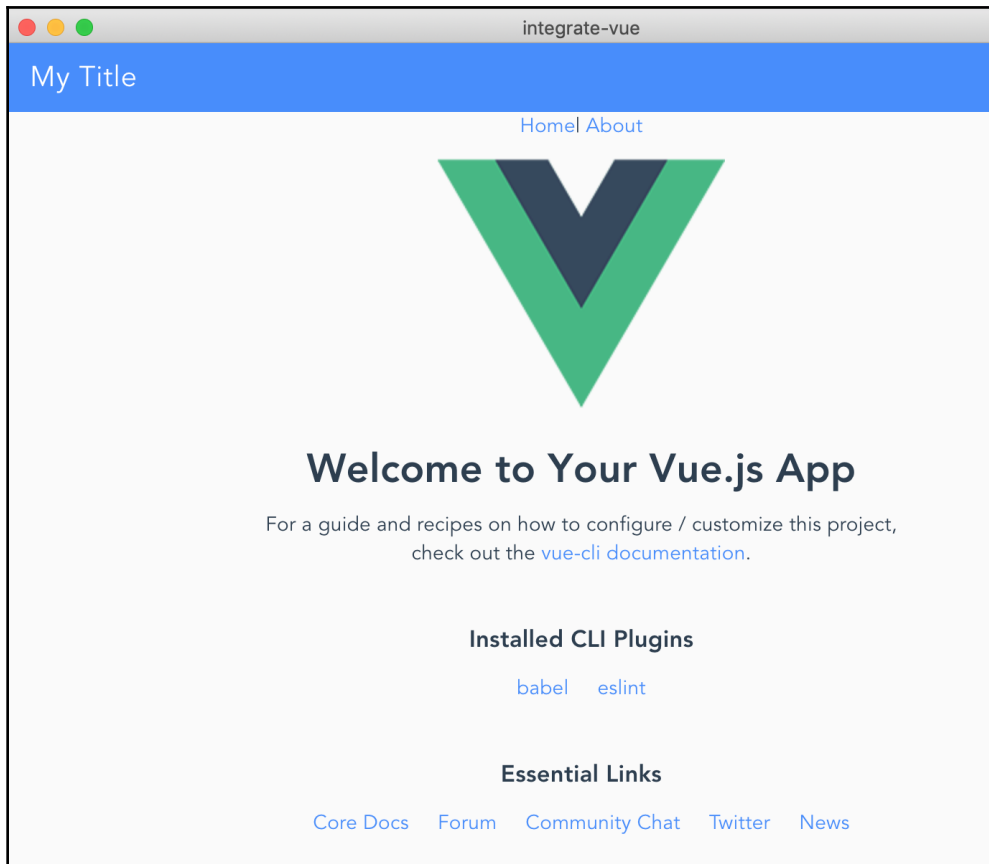 integrate-vue
My Title
Home| About
Welcome to Your Vue.js App
For a guide and recipes on how to configure / customize this project,
check out the vue-cli documentation.
Installed CLI Plugins
babel eslint
Essential Links
Core Docs Forum Community Chat Twitter News